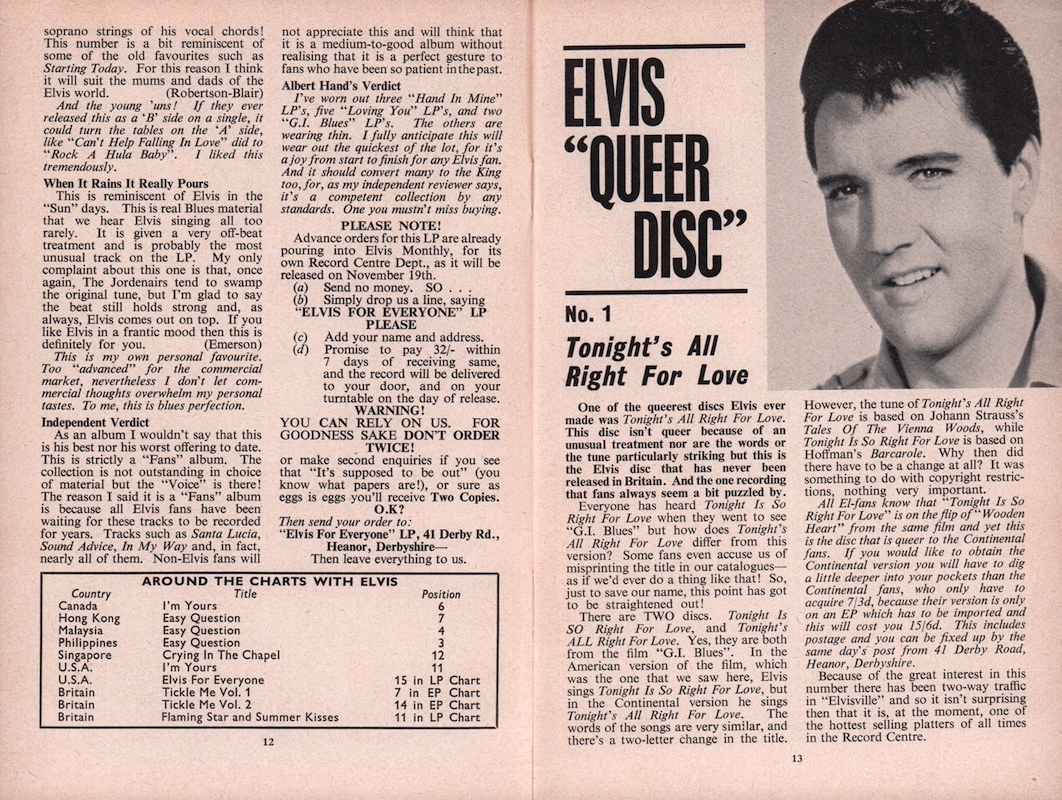 soprano strings of his vocal chords!
This number is a bit reminiscent of
some of the old favourites such as
Starting Today. For this reason I think
it will suit the mums and dads of the
Elvis world. (Robertson-Blair)
And the young 'uns! If they ever
released this as a 'B' side on a single, it
could turn the tables on the 'A' side,
like "Can't Help Falling In Love" did to
"Rock A Hula Baby". I liked this
tremendously.
When It Rains It Really Pours
This is reminiscent of Elvis in the
"Sun" days. This is real Blues material
that we hear Elvis singing all too
rarely. It is given a very off-beat
treatment and is probably the most
unusual track on the LP. My only
complaint about this one is that, once
again, The Jordenairs tend to swamp
the original tune, but I'm glad to say
the beat still holds strong and, as
always, Elvis comes out on top. If you
like Elvis in a frantic mood then this is
definitely for you. (Emerson)
This is my own personal favourite.
Too "advanced" for the commercial
market, nevertheless I don't let com-
mercial thoughts overwhelm my personal
tastes. To me, this is blues perfection.
Independent Verdict
As an album I wouldn't say that this
is his best nor his worst offering to date.
This is strictly a "Fans" album. The
collection is not outstanding in choice
of material but the "Voice" is there!
The reason I said it is a "Fans" album
is because all Elvis fans have been
waiting for these tracks to be recorded
for years. Tracks such as Santa Lucia,
Sound Advice, In My Way and, in fact,
nearly all of them. Non-Elvis fans will
not appreciate this and will think that
it is a medium-to-good album without
realising that it is a perfect gesture to
fans who have been so patient in the past.
Albert Hand's Verdict
I've worn out three "Hand In Mine"
LP's, five "Loving You" LP's, and two
"G.I. Blues" LP's. The others are
wearing thin. I fully anticipate this will
wear out the quickest of the lot, for it's
a joy from start to finish for any Elvis fan.
And it should convert many to the King
too, for, as my independent reviewer says,
it's a competent collection by any
standards. One you mustn't miss buying.
PLEASE NOTE!
Advance orders for this LP are already
pouring into Elvis Monthly, for its
own Record Centre Dept., as it will be
released on November 19th.
(a) Send no money. SO . . .
(b) Simply drop us a line, saying
"ELVIS FOR EVERYONE" LP
PLEASE
(c) Add your name and address.
(d) Promise to pay 32/- within
7 days of receiving same,
and the record will be delivered
to your door, and on your
turntable on the day of release.
WARNING!
YOU CAN RELY ON US. FOR
GOODNESS SAKE DON'T ORDER
TWICE!
or make second enquiries if you see
that "It's supposed to be out" (you
know what papers are!), or sure as
eggs is eggs you'll receive Two Copies.
O.K?
Then send your order to:
"Elvis For Everyone" LP, 41 Derby Rd.,
Heanor, Derbyshire—
Then leave everything to us.
AROUND THE CHARTS WITH ELVIS
Country Title Position
Canada I'm Yours 6
Hong Kong Easy Question 7
Malaysia Easy Question 4
Philippines Easy Question 3
Singapore Crying In The Chapel 12
U.S.A. I'm Yours 11
U.S.A. Elvis For Everyone 15 in LP Chart
Britain Tickle Me Vol. 1 7 in EP Chart
Britain Tickle Me Vol. 2 14 in EP Chart
Britain Flaming Star and Summer Kisses 11 in LP Chart
12
ELVIS
"QUEER
DISC"
No. 1
Tonight's All
Right For Love
One of the queerest discs Elvis ever
made was Tonight's All Right For Love.
This disc isn't queer because of an
unusual treatment nor are the words or
the tune particularly striking but this is
the Elvis disc that has never been
released in Britain. And the one recording
that fans always seem a bit puzzled by.
Everyone has heard Tonight Is So
Right For Love when they went to see
"G.I. Blues" but how does Tonight's
All Right For Love differ from this
version? Some fans even accuse us of
misprinting the title in our catalogues—
as if we'd ever do a thing like that! So,
just to save our name, this point has got
to be straightened out!
There are TWO discs. Tonight Is
SO Right For Love, and Tonight's
ALL Right For Love. Yes, they are both
from the film "G.I. Blues". In the
American version of the film, which
was the one that we saw here, Elvis
sings Tonight Is So Right For Love, but
in the Continental version he sings
Tonight's All Right For Love. The
words of the songs are very similar, and
there's a two-letter change in the title.
However, the tune of Tonight's All Right
For Love is based on Johann Strauss's
Tales Of The Vienna Woods, while
Tonight Is So Right For Love is based on
Hoffman's Barcarole. Why then did
there have to be a change at all? It was
something to do with copyright restric-
tions, nothing very important.
All El-fans know that "Tonight Is So
Right For Love" is on the flip of "Wooden
Heart" from the same film and yet this
is the disc that is queer to the Continental
fans. If you would like to obtain the
Continental version you will have to dig
a little deeper into your pockets than the
Continental fans, who only have to
acquire 7/3d, because their version is only
on an EP which has to be imported and
this will cost you 15/6d. This includes
postage and you can be fixed up by the
same day's post from 41 Derby Road,
Heanor, Derbyshire.
Because of the great interest in this
number there has been two-way traffic
in "Elvisville" and so it isn't surprising
then that it is, at the moment, one of
the hottest selling platters of all times
in the Record Centre.
13